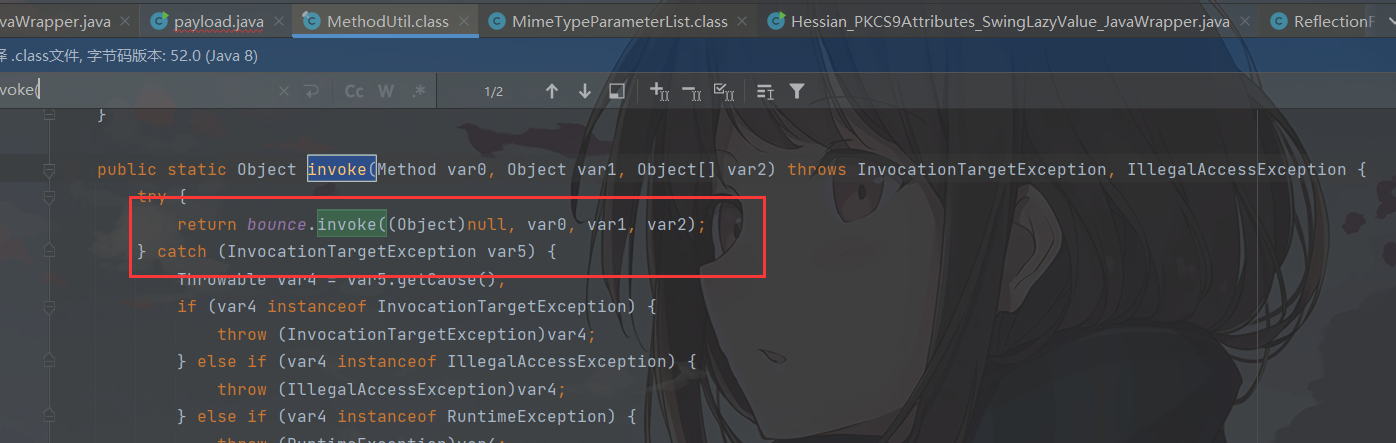 vaWrapper.java payload.java MethodUtil.class MimeTypeParameterList.class Hessian_PKCS9Attributes_SwingLazyValue_JavaWrapper.java ReflectionF
.class文件, 字节码版本: 52.0 (Java 8)
voke( Cc W .* 1/2
}
public static Object invoke(Method var0, Object var1, Object[] var2) throws InvocationTargetException, IllegalAccessException {
try {
return bounce.invoke((Object)null, var0, var1, var2);
} catch (InvocationTargetException var5) {
Throwable var4 = var5.getCause();
if (var4 instanceof InvocationTargetException) {
throw (InvocationTargetException)var4;
} else if (var4 instanceof IllegalAccessException) {
throw (IllegalAccessException)var4;
} else if (var4 instanceof RuntimeException) {
throw (RuntimeException)var4;